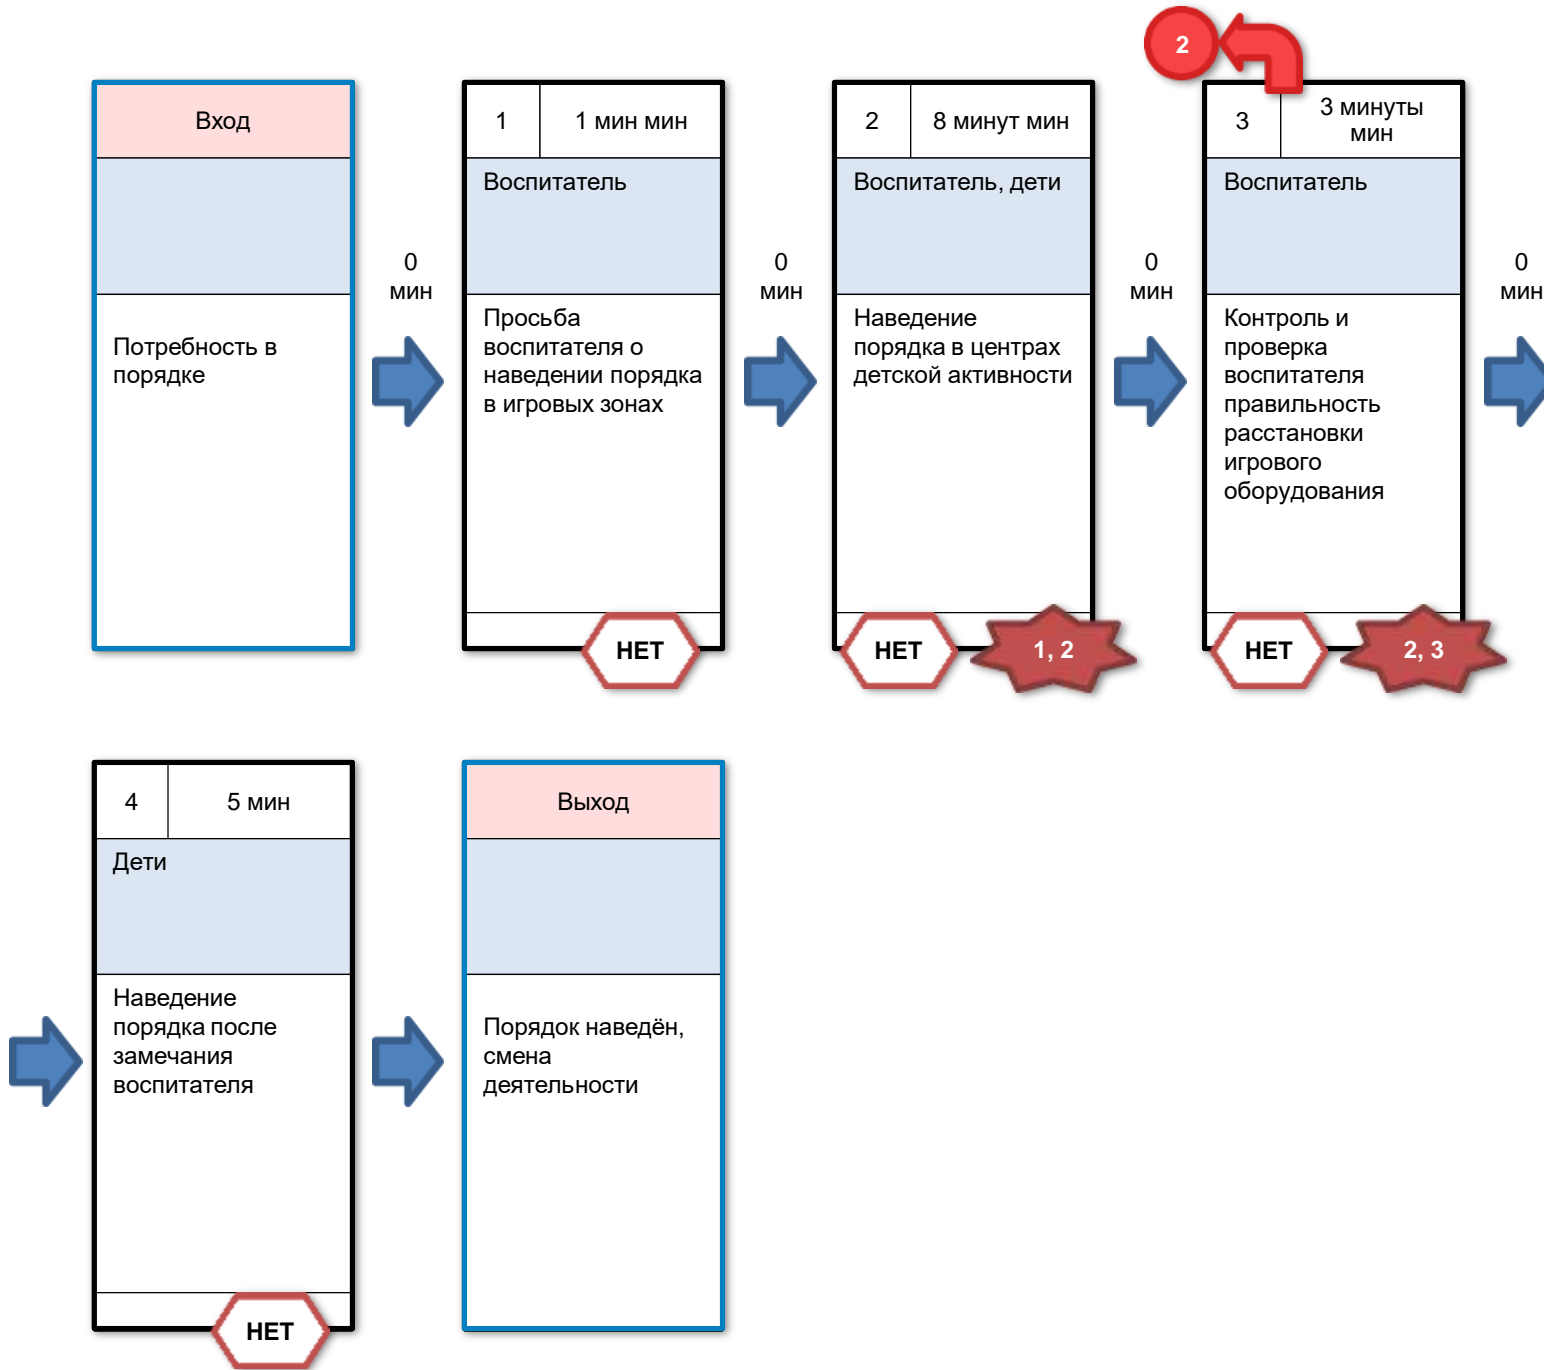 2
Вход
Потребность в
порядке
0
мин
1
1 мин мин
Воспитатель
Просьба
воспитателя о
наведении порядка
в игровых зонах
НЕТ
0
мин
2
8 минут мин
Воспитатель, дети
Наведение
порядка в центрах
детской активности
НЕТ
1, 2
0
мин
3
3 минуты
мин
Воспитатель
Контроль и
проверка
воспитателя
правильность
расстановки
игрового
оборудования
НЕТ
2, 3
0
мин
4
5 мин
Дети
Наведение
порядка после
замечания
воспитателя
НЕТ
Выход
Порядок наведён,
смена
деятельности